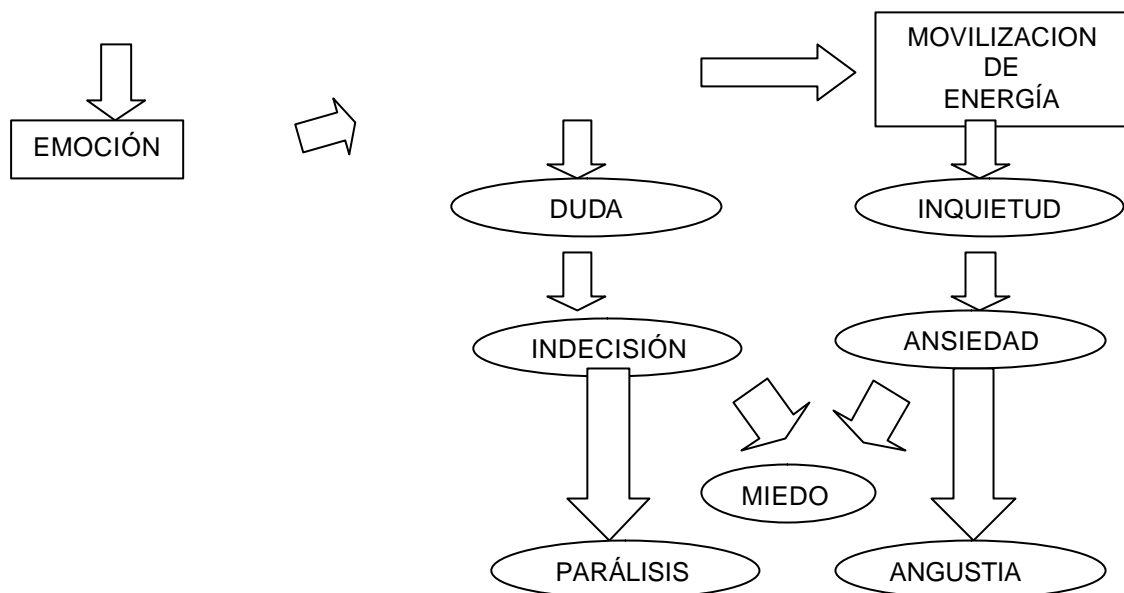 MOVILIZACION
DE
ENERGÍA
EMOCIÓN
DUDA
INQUIETUD
INDECISIÓN
ANSIEDAD
MIEDO
PARÁLISIS
ANGUSTIA